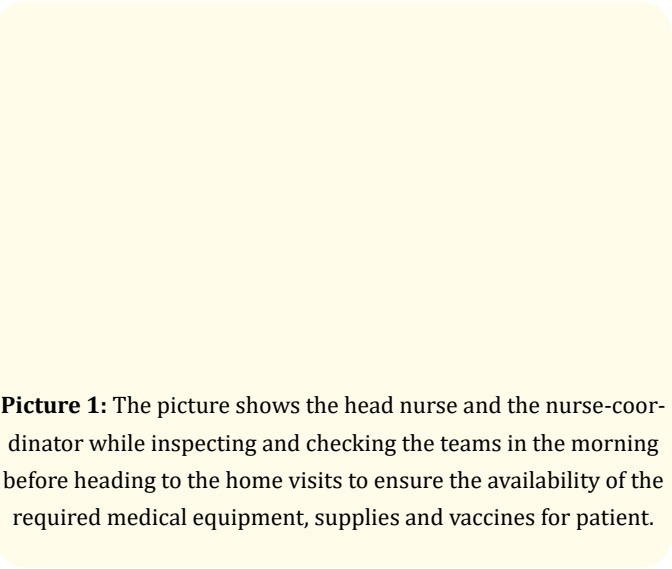 Picture 1: The picture shows the head nurse and the nurse-coor-
dinator while inspecting and checking the teams in the morning
before heading to the home visits to ensure the availability of the
required medical equipment, supplies and vaccines for patient.